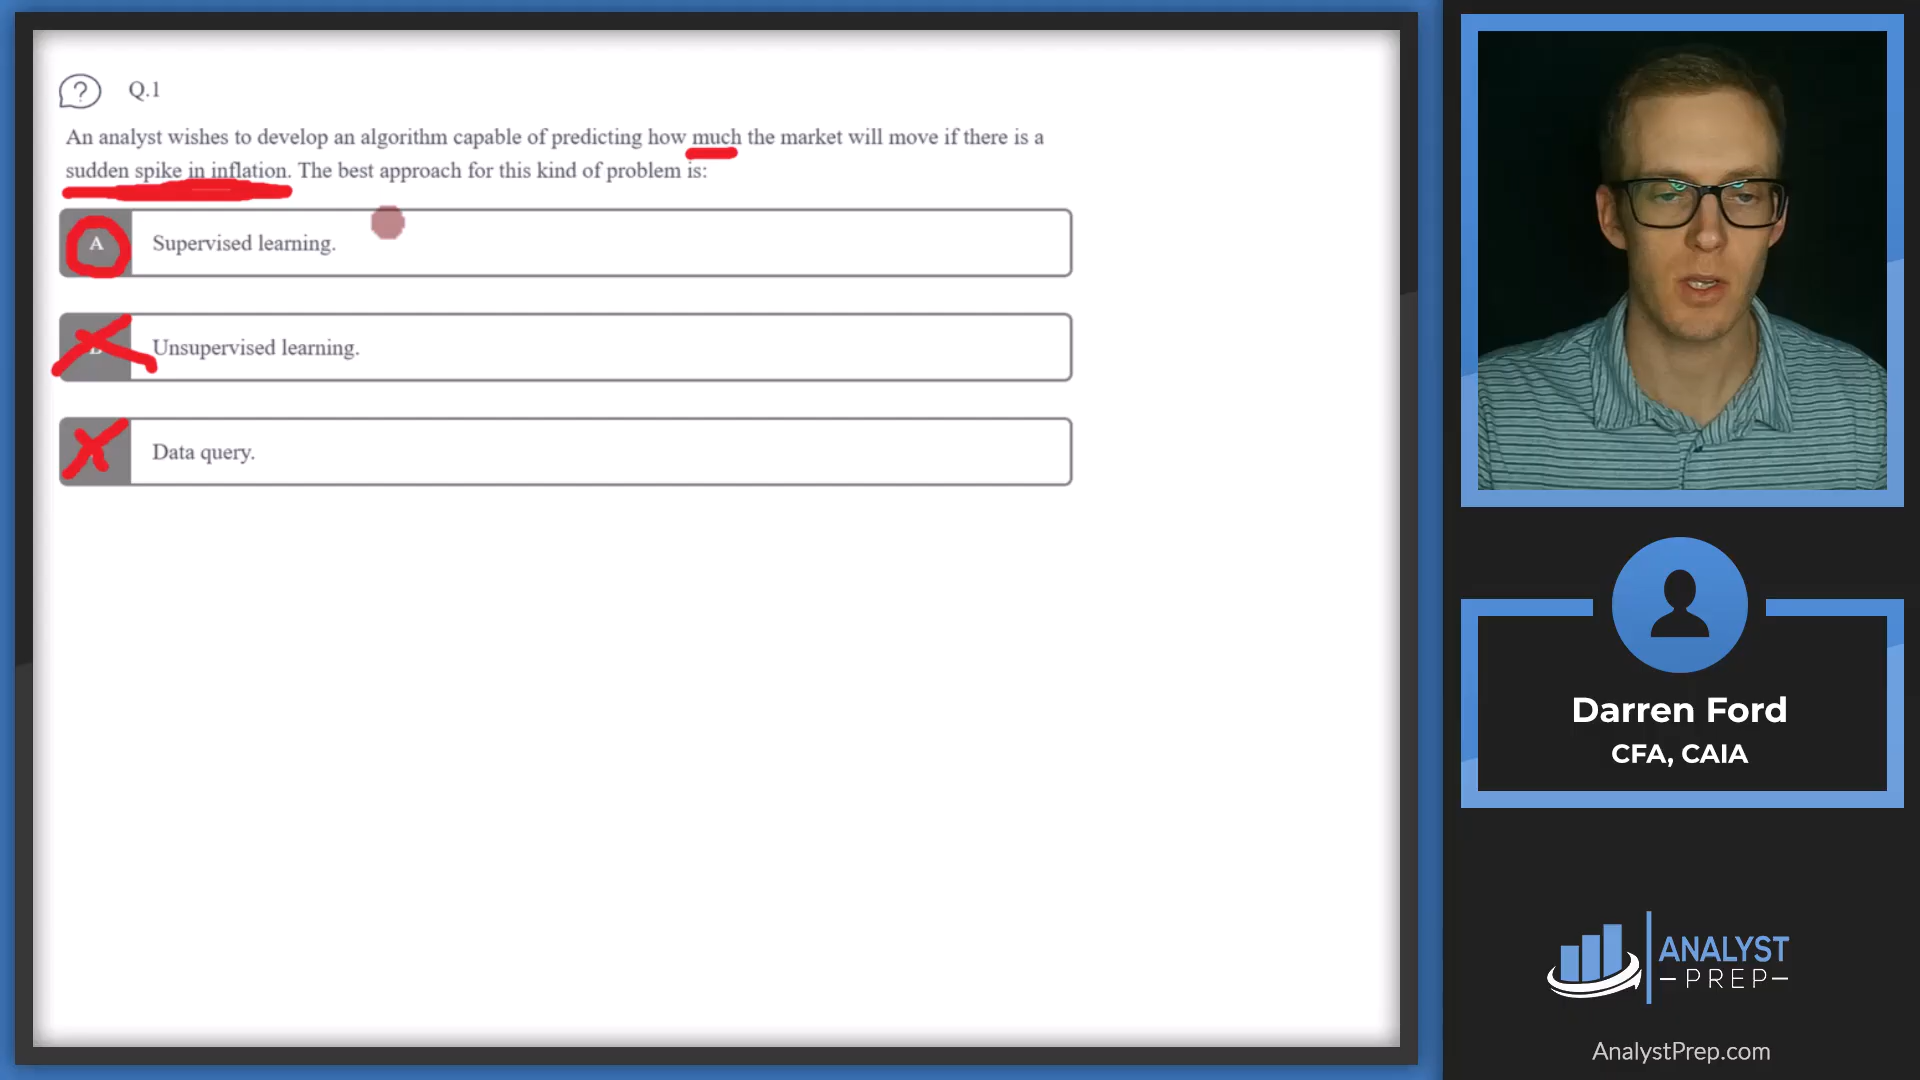 Q.1
An analyst wishes to develop an algorithm capable of predicting how much the market will move if there is a
sudden spike in inflation. The best approach for this kind of problem is:
A
Supervised learning.
Unsupervised learning.
Data query.
Darren Ford
CFA, CAIA
ANALYST
PREP
AnalystPrep.com